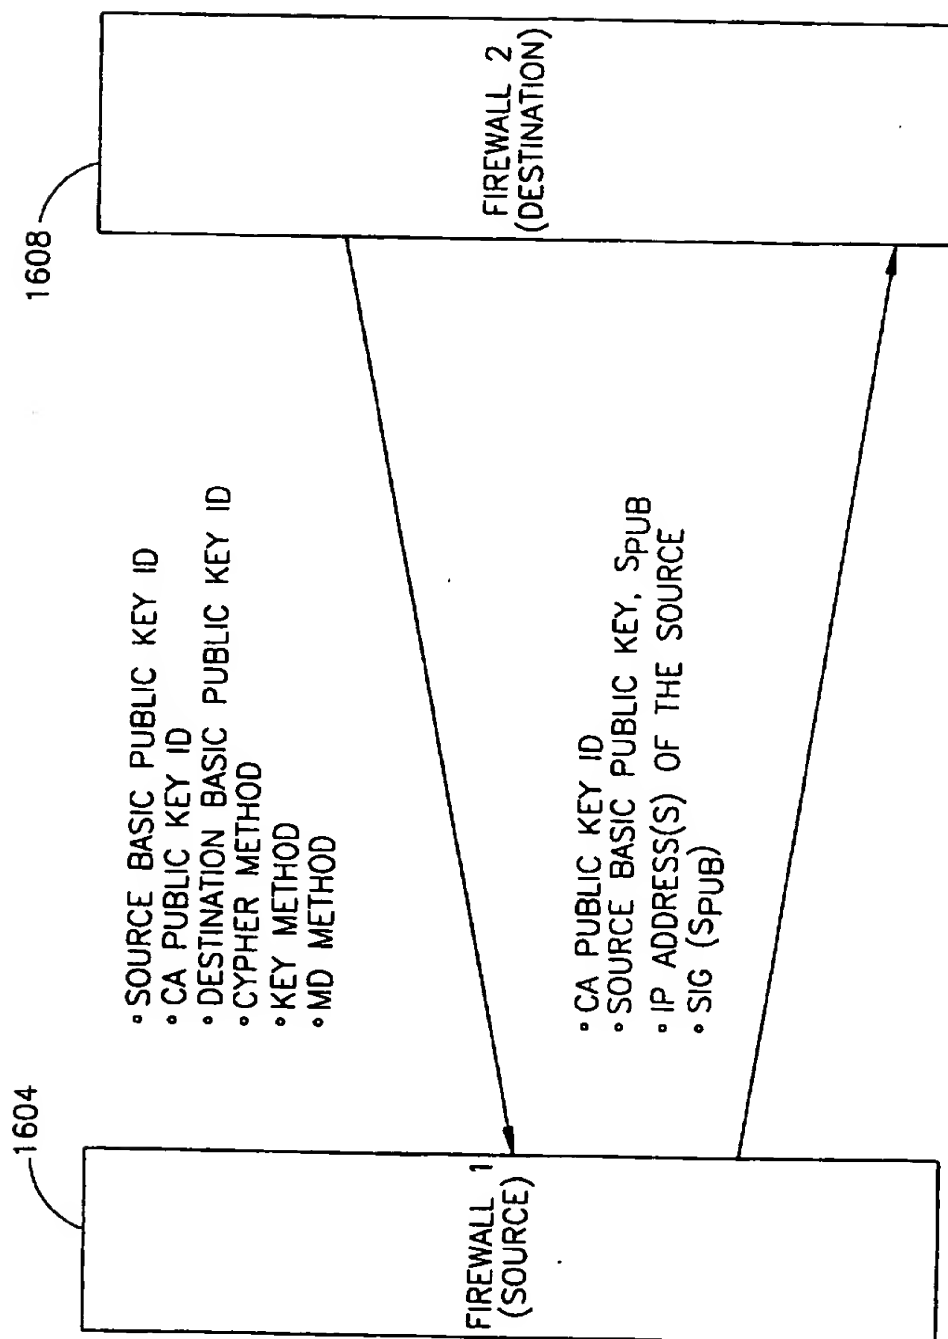 1604
1608
FIREWALL 1
(SOURCE)
FIREWALL 2
(DESTINATION)
• SOURCE BASIC PUBLIC KEY ID
• CA PUBLIC KEY ID
• DESTINATION BASIC PUBLIC KEY ID
• CYPHER METHOD
• KEY METHOD
• MD METHOD
• CA PUBLIC KEY ID
• SOURCE BASIC PUBLIC KEY, SPUB
• IP ADDRESS(S) OF THE SOURCE
• SIG (SPUB)